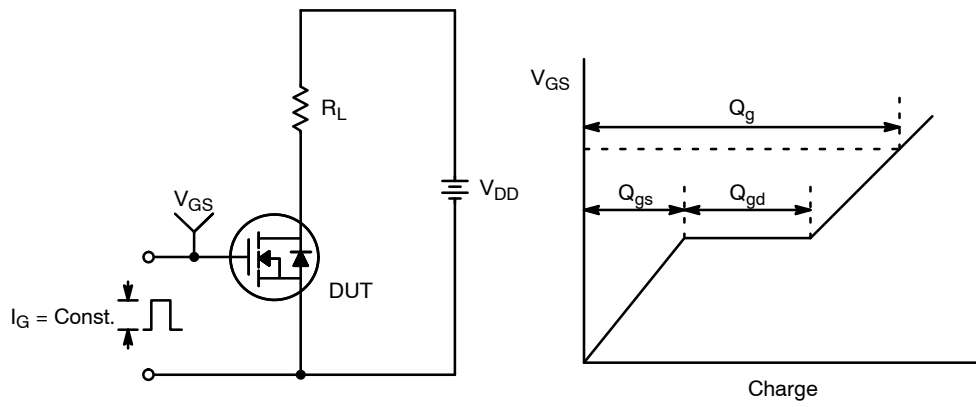 R_L
V_DD
V_GS
DUT
I_G = Const.
V_GS
Q_g
Q_gs
Q_gd
Charge